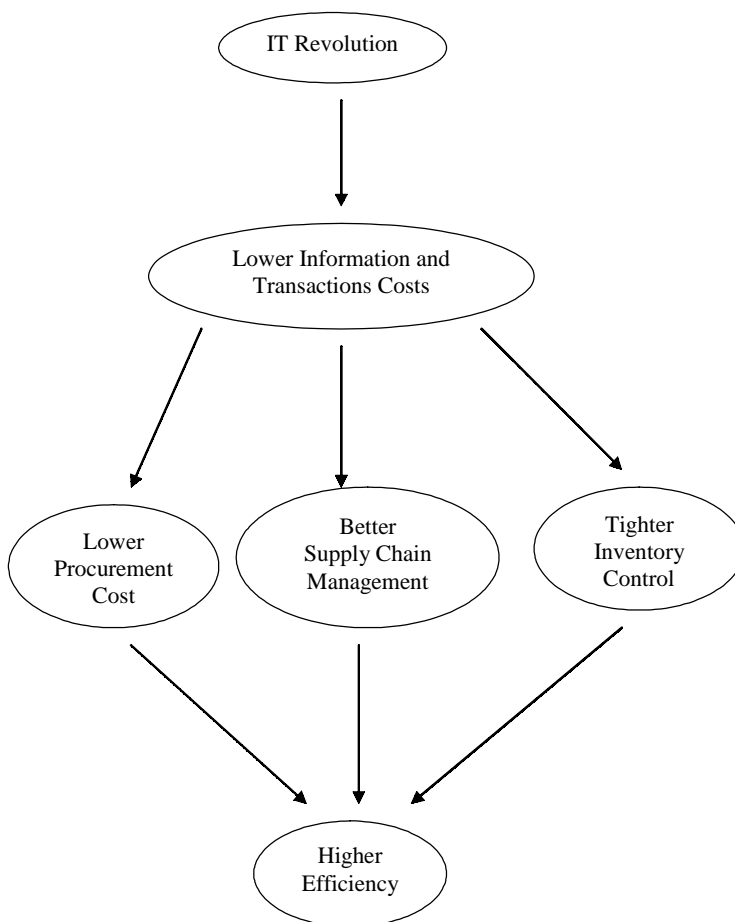 IT Revolution
Lower Information and
Transactions Costs
Lower
Procurement
Cost
Better
Supply Chain
Management
Tighter
Inventory
Control
Higher
Efficiency